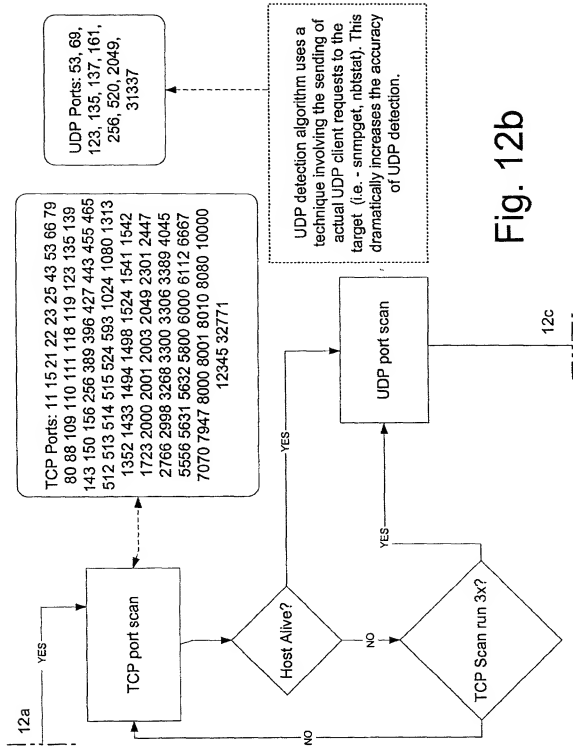 12a
YES
TCP port scan
TCP Ports: 11 15 21 22 23 25 43 53 66 79
80 88 109 110 111 118 119 123 135 139
143 150 156 256 389 396 427 443 455 465
512 513 514 515 524 593 1024 1080 1313
1352 1433 1494 1498 1524 1541 1542
1723 2000 2001 2003 2049 2301 2447
2766 2998 3268 3300 3306 3389 4045
5556 5631 5632 5800 6000 6112 6667
7070 7947 8000 8001 8010 8080 10000
12345 32771
UDP Ports: 53, 69,
123, 135, 137, 161,
256, 520, 2049,
31337
Host Alive?
YES
NO
TCP Scan run 3x?
NO
YES
UDP port scan
UDP detection algorithm uses a
technique involving the sending of
actual UDP client requests to the
target (i.e. - snmpget, nbtstat). This
dramatically increases the accuracy
of UDP detection.
12c
Fig. 12b